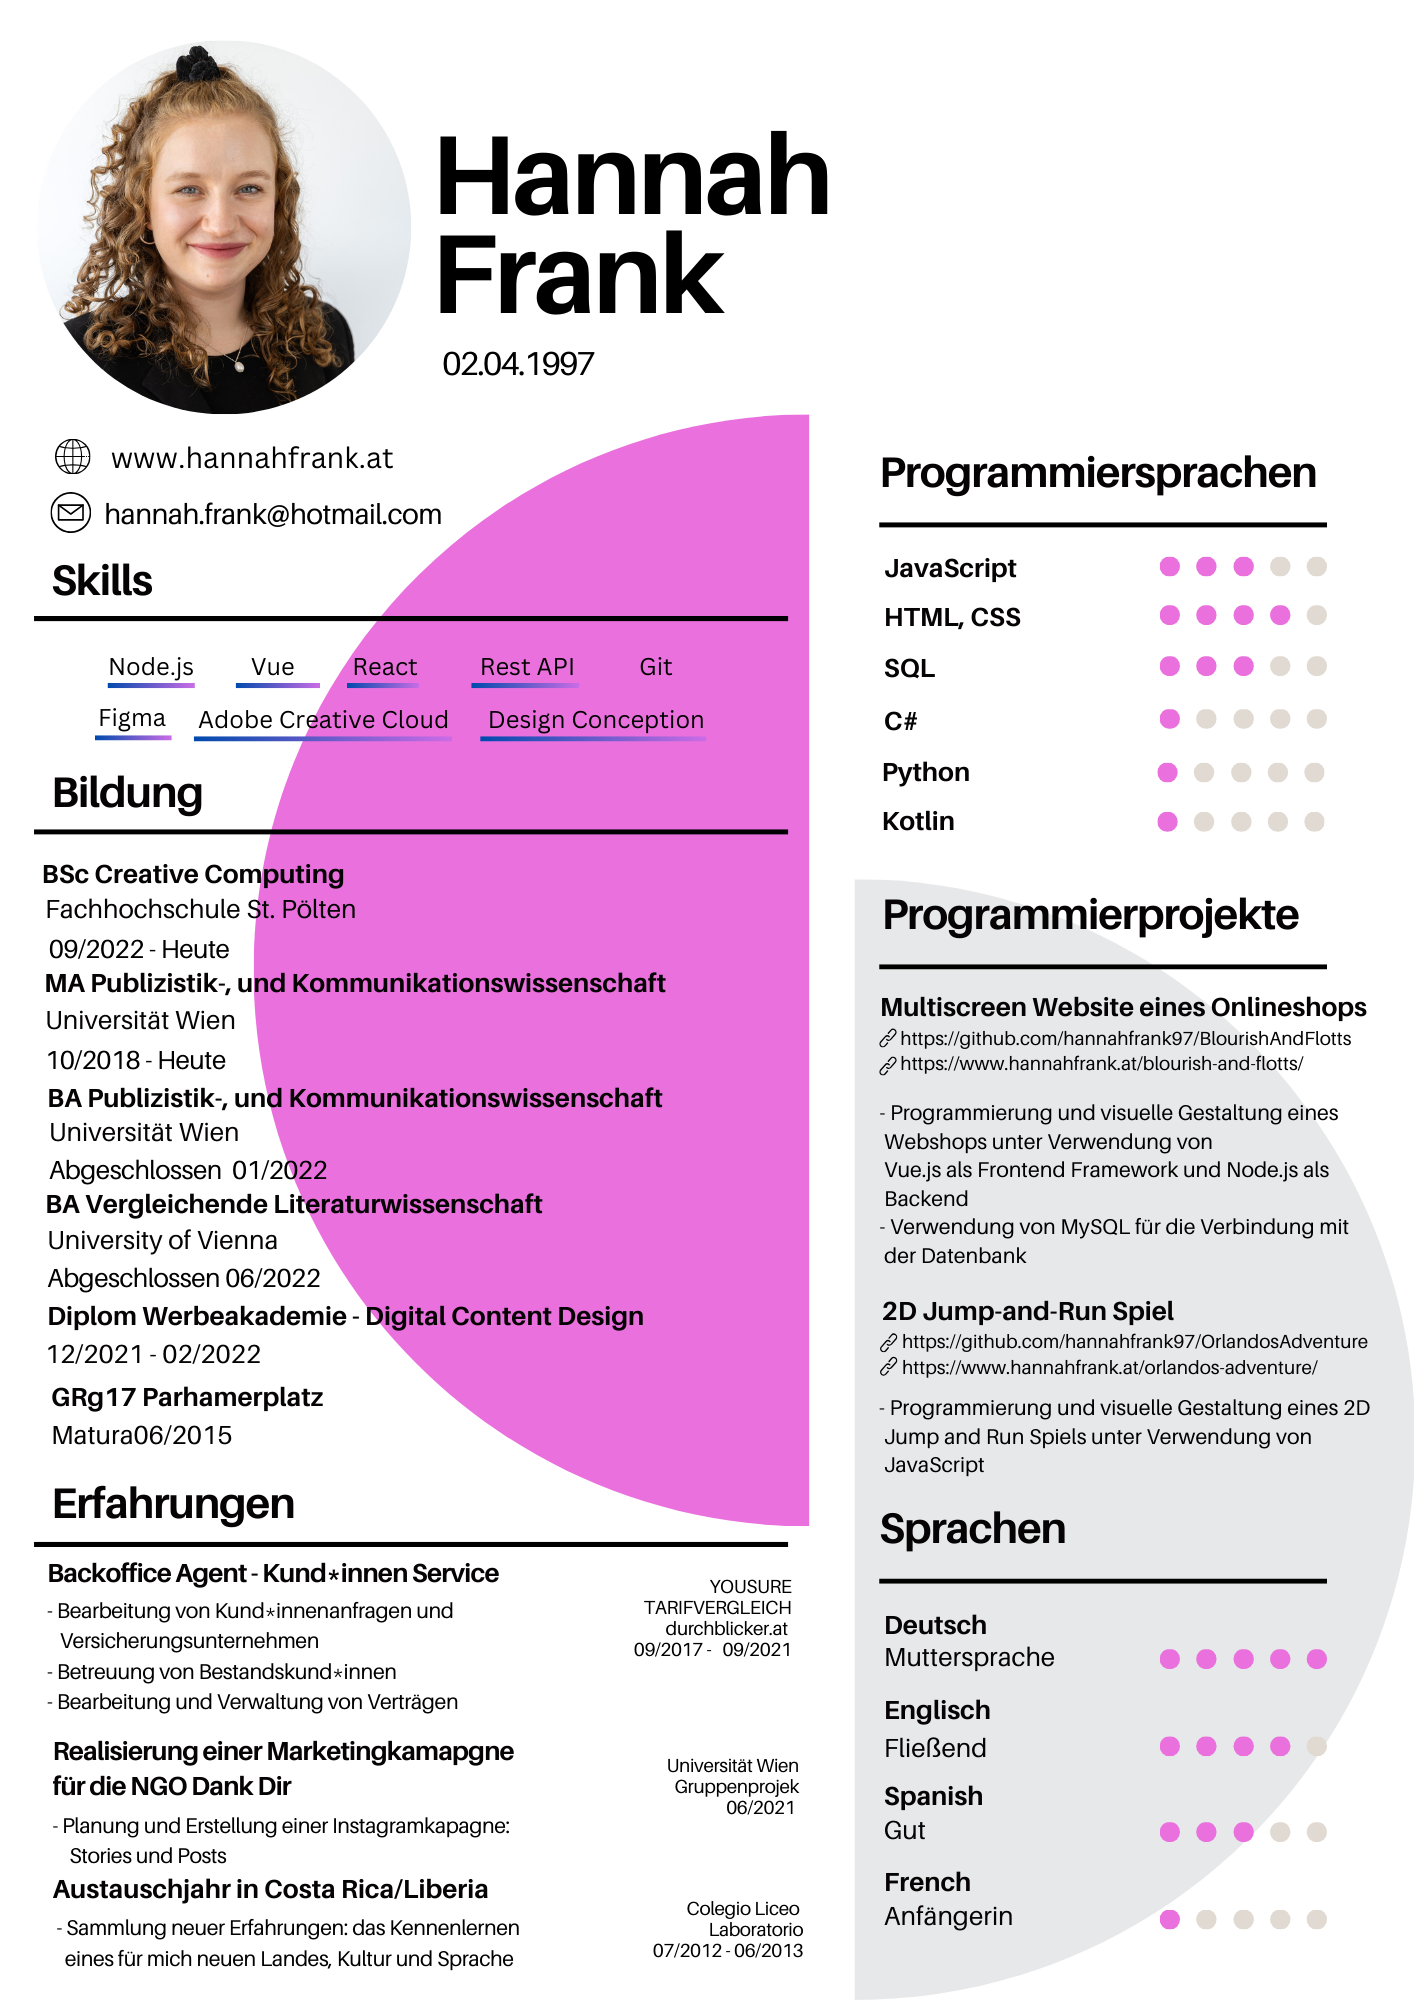 Hannah
Frank
02.04.1997
www.hannahfrank.at
hannah.frank@hotmail.com
Skills
Node.js Vue React Rest API Git
Figma Adobe Creative Cloud Design Conception
Bildung
BSc Creative Computing
Fachhochschule St. Pölten
09/2022 - Heute
MA Publizistik-, und Kommunikationswissenschaft
Universität Wien
10/2018 - Heute
BA Publizistik-, und Kommunikationswissenschaft
Universität Wien
Abgeschlossen 01/2022
BA Vergleichende Literaturwissenschaft
University of Vienna
Abgeschlossen 06/2022
Diplom Werbeakademie - Digital Content Design
12/2021 - 02/2022
GRg17 Parhamerplatz
Matura06/2015
Erfahrungen
Backoffice Agent - Kund*innen Service
- Bearbeitung von Kund*innenanfragen und
Versicherungsunternehmen
- Betreuung von Bestandskund*innen
- Bearbeitung und Verwaltung von Verträgen
YOUSURE
TARIFVERGLEICH
durchblicker.at
09/2017 - 09/2021
Realisierung einer Marketingkamapgne
für die NGO Dank Dir
- Planung und Erstellung einer Instagramkapagne:
Stories und Posts
Universität Wien
Gruppenprojek
06/2021
Austauschjahr in Costa Rica/Liberia
- Sammlung neuer Erfahrungen: das Kennenlernen
eines für mich neuen Landes, Kultur und Sprache
Colegio Liceo
Laboratorio
07/2012 - 06/2013
Programmiersprachen
JavaScript
HTML, CSS
SQL
C#
Python
Kotlin
Programmierprojekte
Multiscreen Website eines Onlineshops
https://github.com/hannahfrank97/BlourishAndFlotts
https://www.hannahfrank.at/blourish-and-flotts/
- Programmierung und visuelle Gestaltung eines
Webshops unter Verwendung von
Vue.js als Frontend Framework und Node.js als
Backend
- Verwendung von MySQL für die Verbindung mit
der Datenbank
2D Jump-and-Run Spiel
https://github.com/hannahfrank97/OrlandosAdventure
https://www.hannahfrank.at/orlandos-adventure/
- Programmierung und visuelle Gestaltung eines 2D
Jump and Run Spiels unter Verwendung von
JavaScript
Sprachen
Deutsch
Muttersprache
Englisch
Fließend
Spanish
Gut
French
Anfängerin